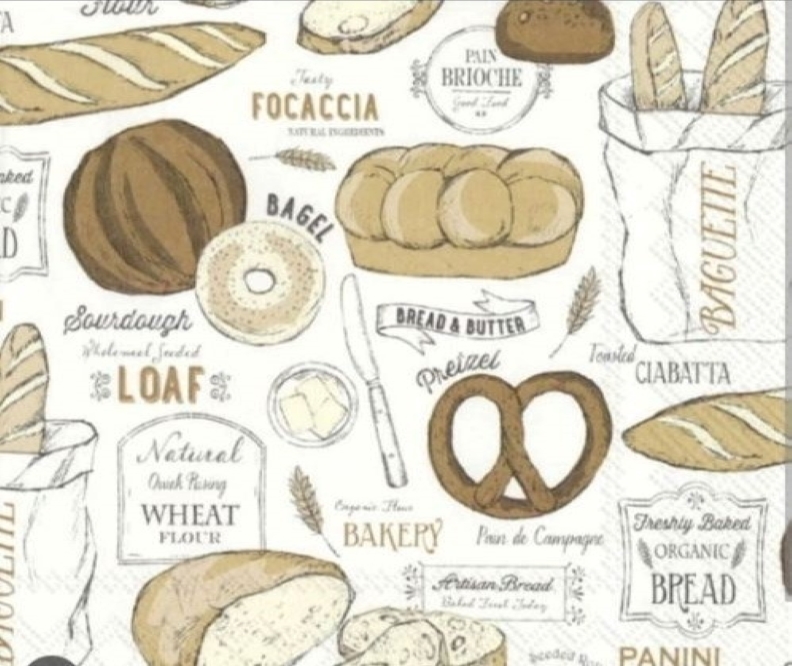 Flour
PAIN
BRIOCHE
Good Food
Tasty
FOCACCIA
NATURAL INGREDIENTS
BAGEL
BAGUETTE
BREAD & BUTTER
Sourdough
Wholemeal Seeded
LOAF
Pretzel
Toasted
CIABATTA
Natural
Quick Rising
WHEAT
FLOUR
Organic Flour
BAKERY
Pain de Campagne
Freshly Baked
ORGANIC
BREAD
Artisan Bread
Baked Fresh Today
Seeded
PANINI